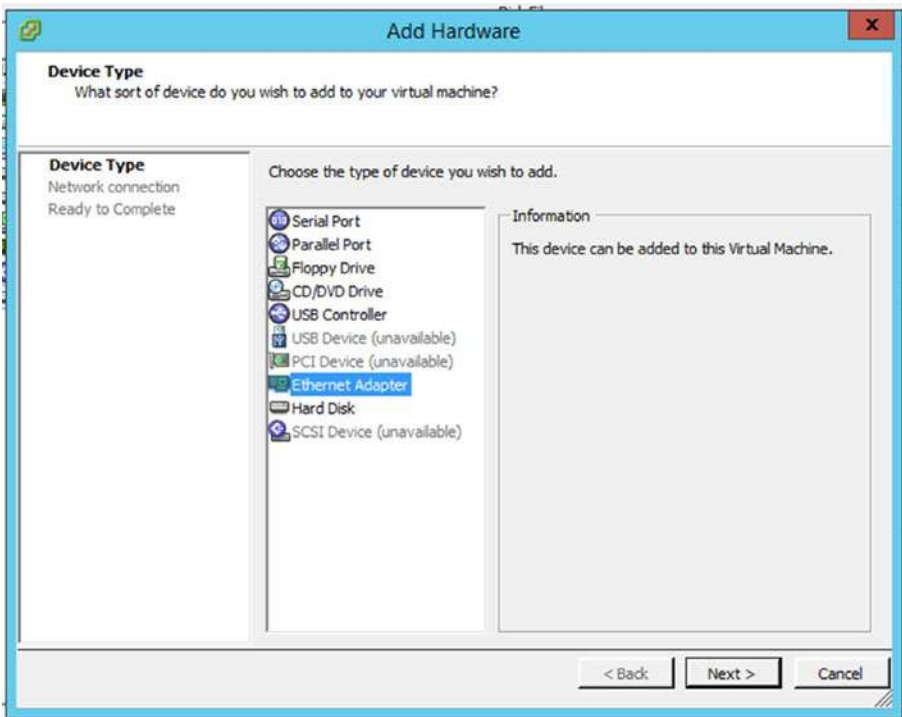 Add Hardware
x
Device Type
What sort of device do you wish to add to your virtual machine?
Device Type
Network connection
Ready to Complete
Choose the type of device you wish to add.
Serial Port
Parallel Port
Floppy Drive
CD/DVD Drive
USB Controller
USB Device (unavailable)
PCI Device (unavailable)
Ethernet Adapter
Hard Disk
SCSI Device (unavailable)
Information
This device can be added to this Virtual Machine.
< Back
Next >
Cancel